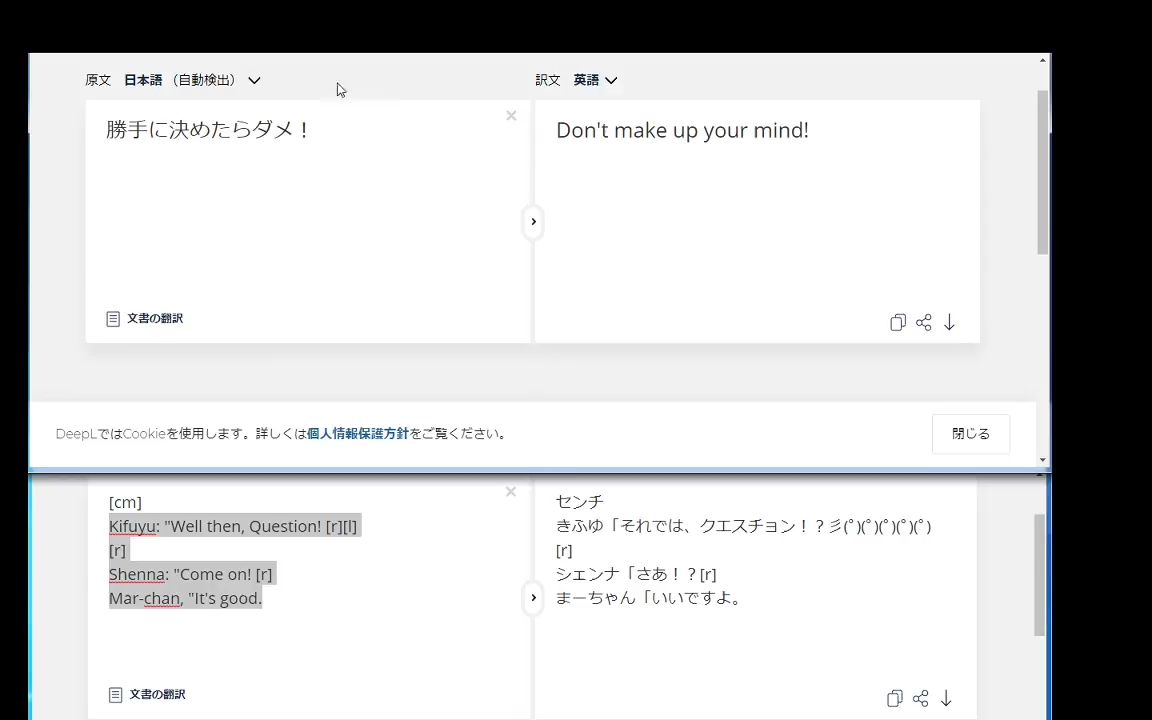 原文 日本語 (自動検出)
訳文 英語
勝手に決めたらダメ！
Don't make up your mind!
文書の翻訳
DeepLではCookieを使用します。詳しくは個人情報保護方針をご覧ください。
閉じる
[cm]
Kifuyu: "Well then, Question! [r][l]
[r]
Shenna: "Come on! [r]
Mar-chan, "It's good.
センチ
きふゆ「それでは、クエスチョン！？彡(ﾟ)(ﾟ)(ﾟ)(ﾟ)(ﾟ)
[r]
シェンナ「さあ！？[r]
まーちゃん「いいですよ。
文書の翻訳